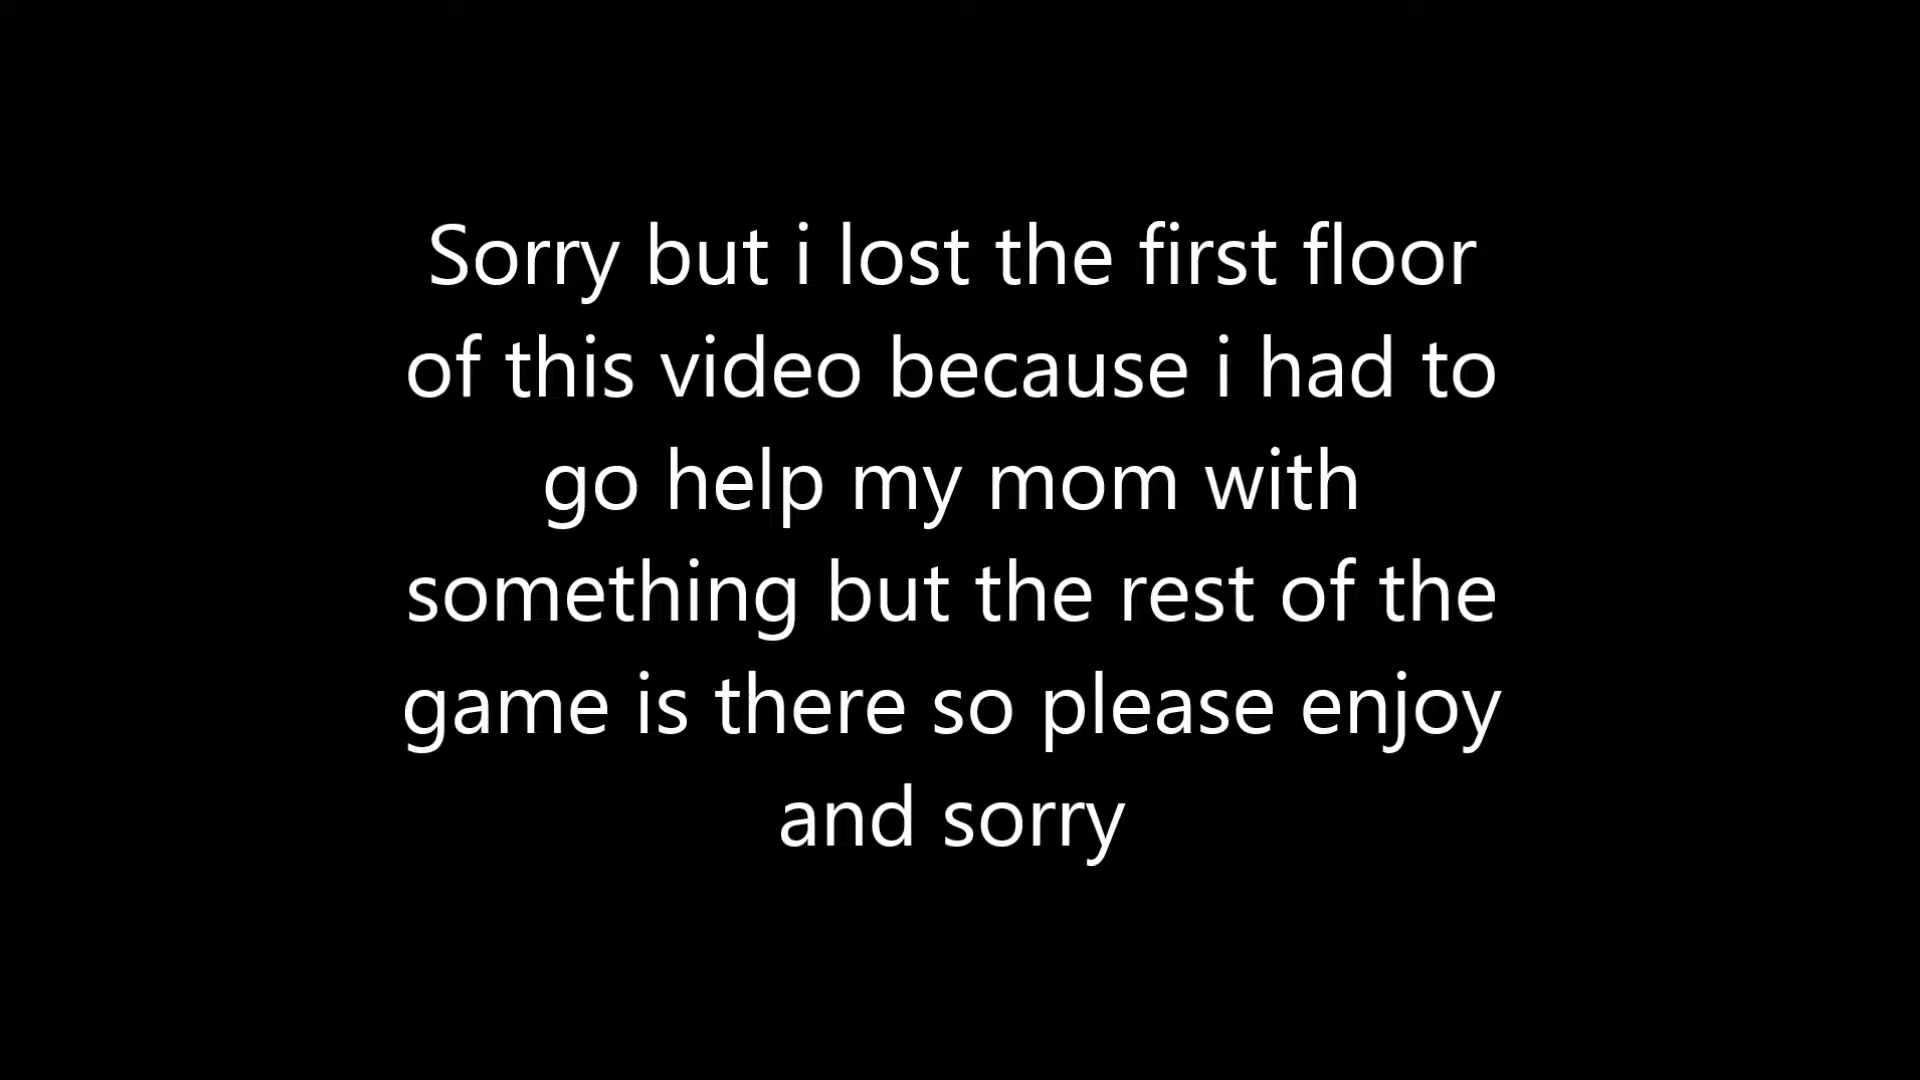 Sorry but i lost the first floor
of this video because i had to
go help my mom with
something but the rest of the
game is there so please enjoy
and sorry